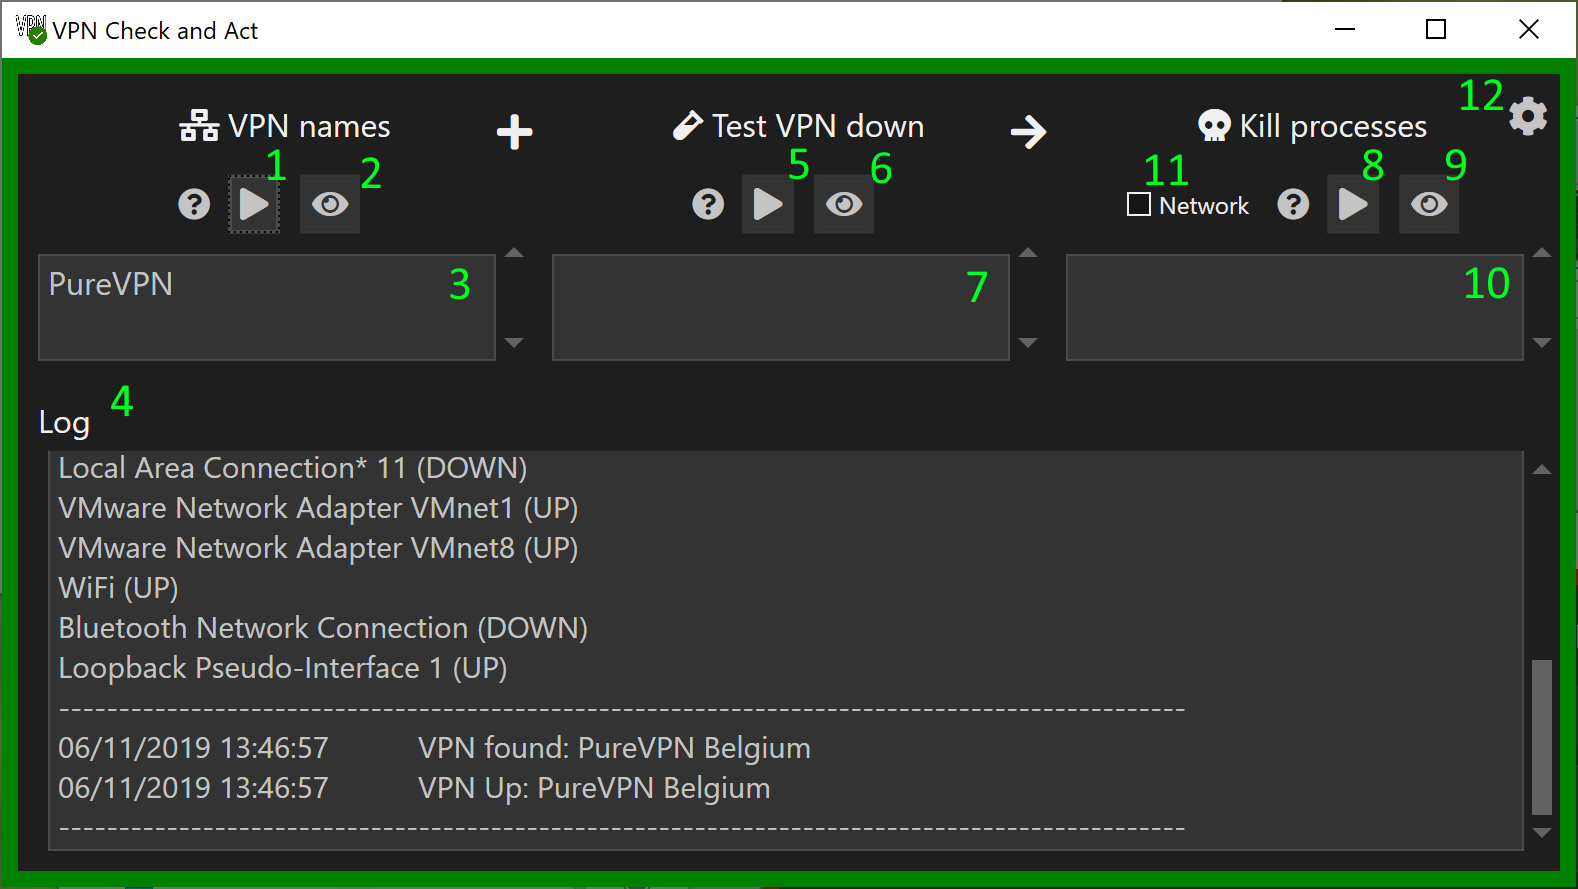 VPN VPN Check and Act
12
VPN names
Test VPN down
Kill processes
1
2
5
6
11
8
9
?
?
Network
?
PureVPN
3
7
10
4
Log
Local Area Connection* 11 (DOWN)
VMware Network Adapter VMnet1 (UP)
VMware Network Adapter VMnet8 (UP)
WiFi (UP)
Bluetooth Network Connection (DOWN)
Loopback Pseudo-Interface 1 (UP)
----------------------------------------------------------------------------------------------
06/11/2019 13:46:57 VPN found: PureVPN Belgium
06/11/2019 13:46:57 VPN Up: PureVPN Belgium
----------------------------------------------------------------------------------------------